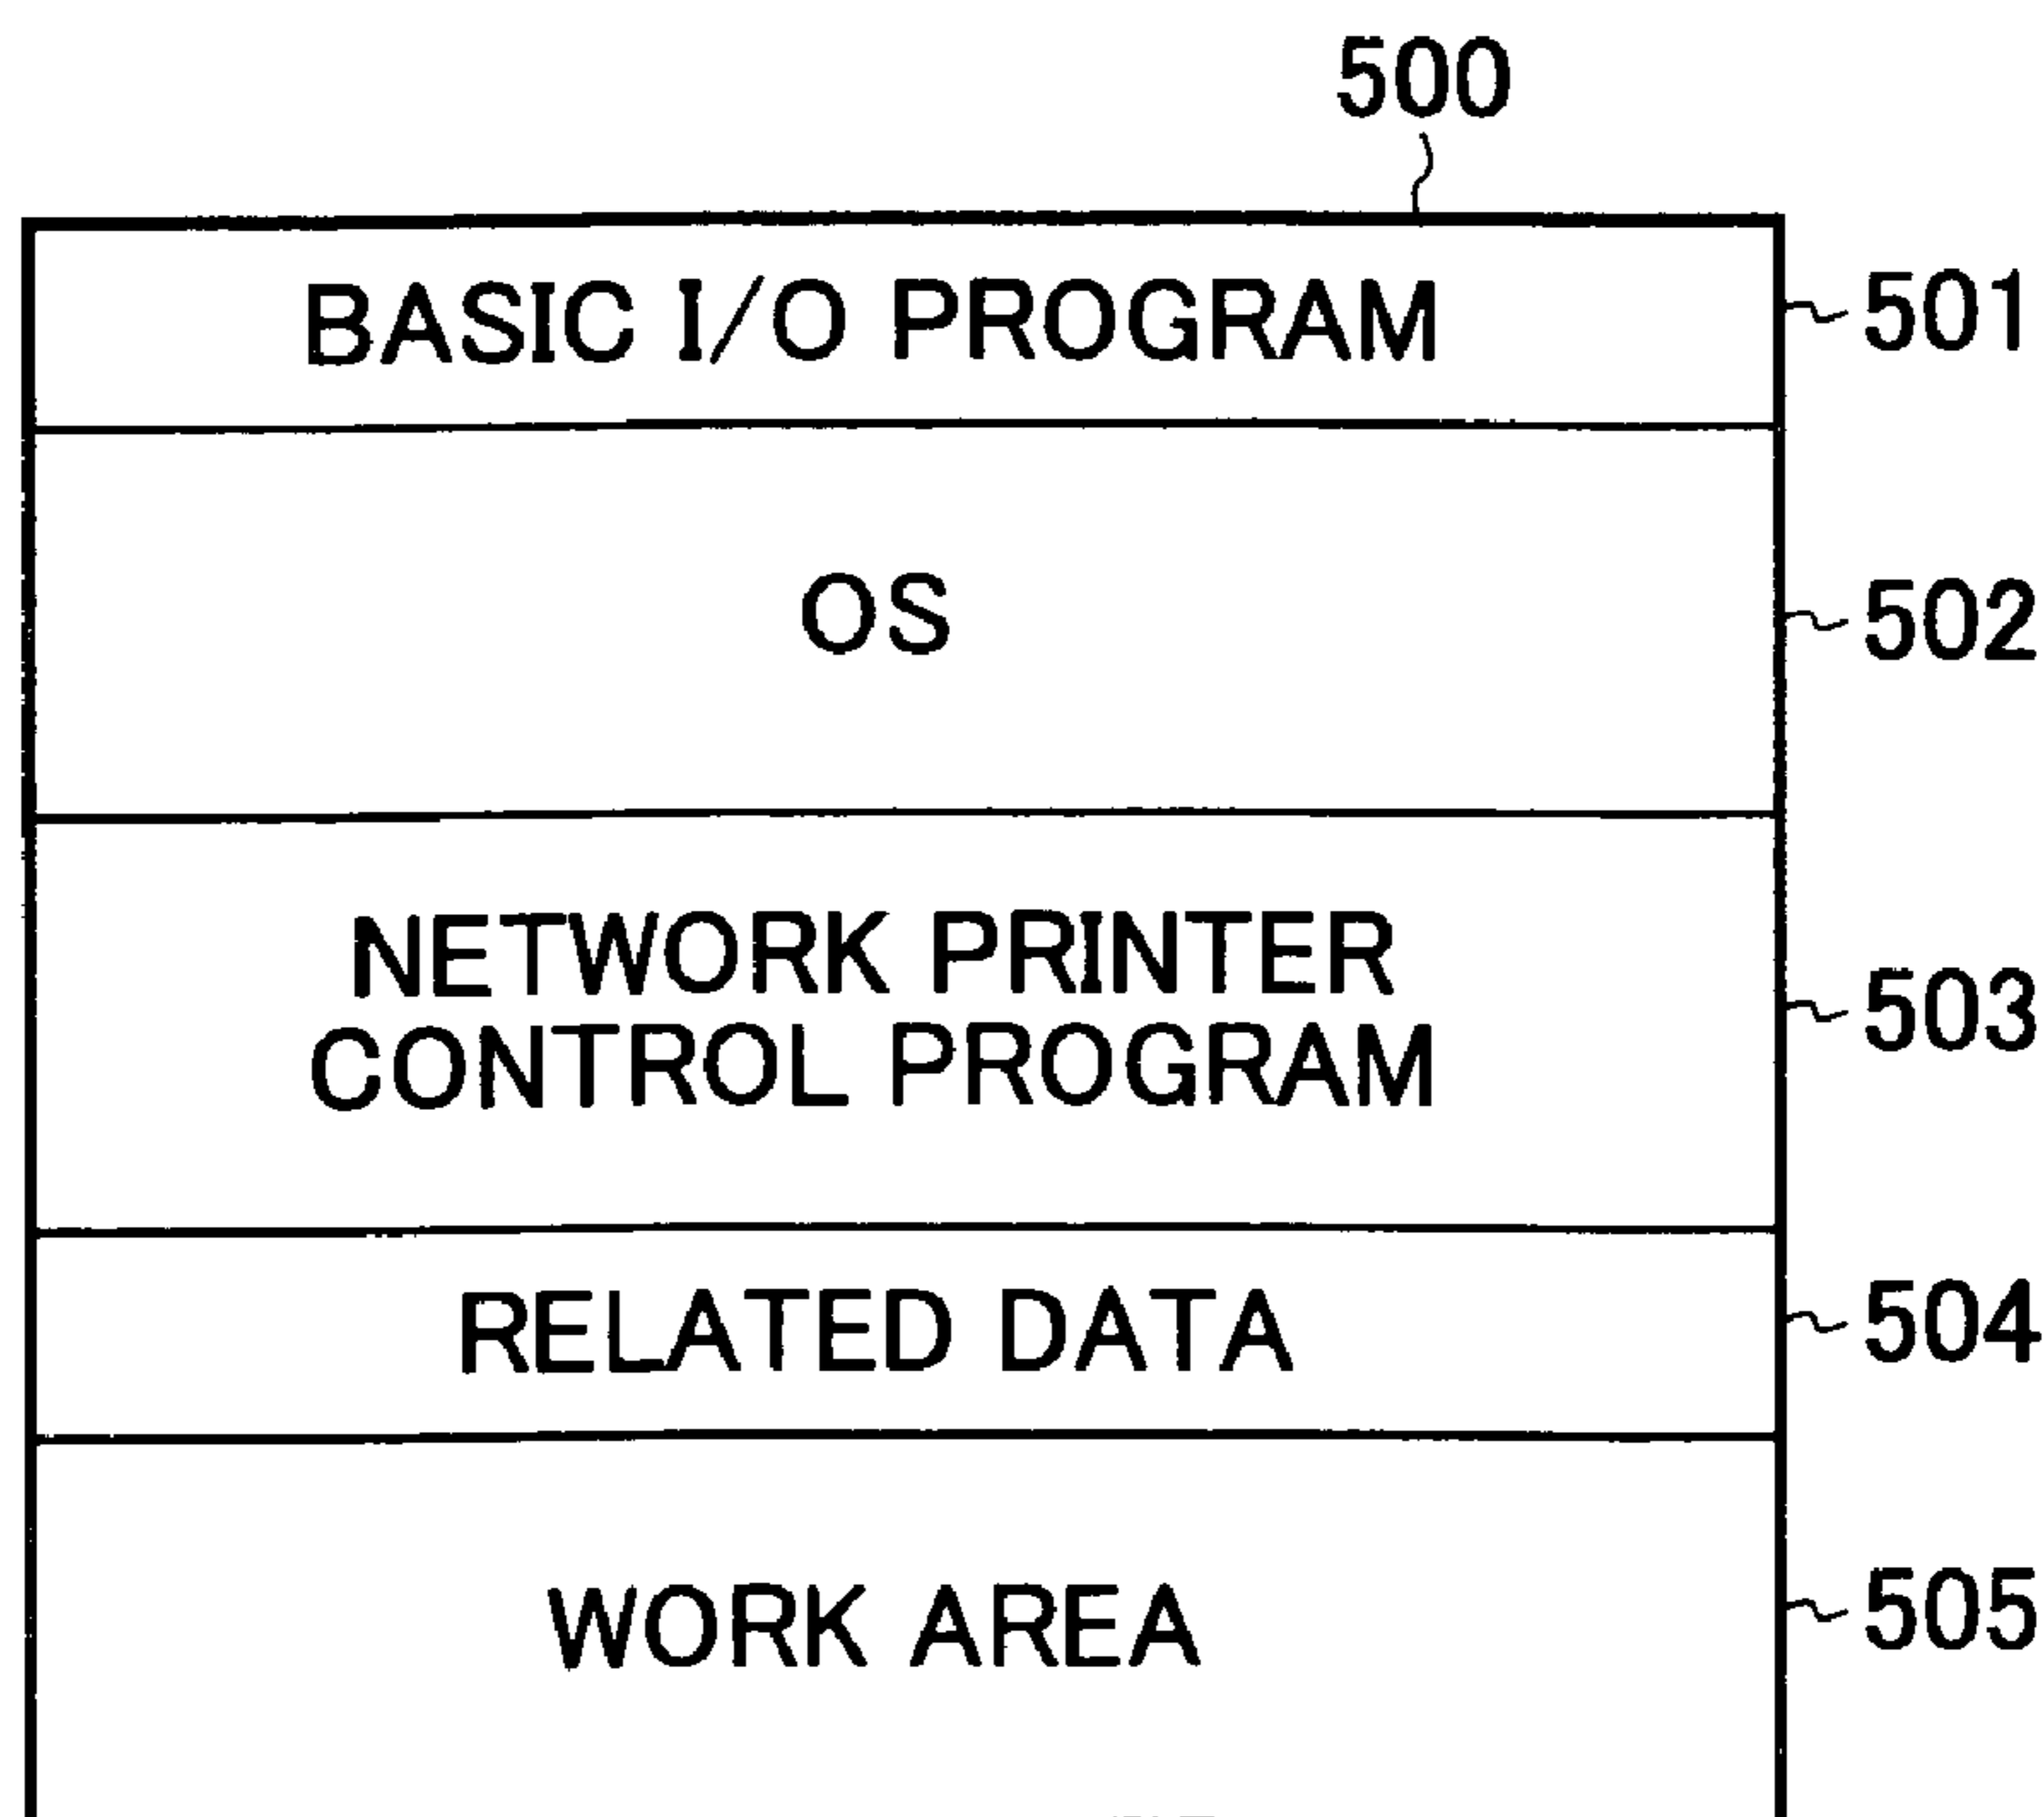 500
BASIC I/O PROGRAM
501
OS
502
NETWORK PRINTER
CONTROL PROGRAM
503
RELATED DATA
504
WORK AREA
505